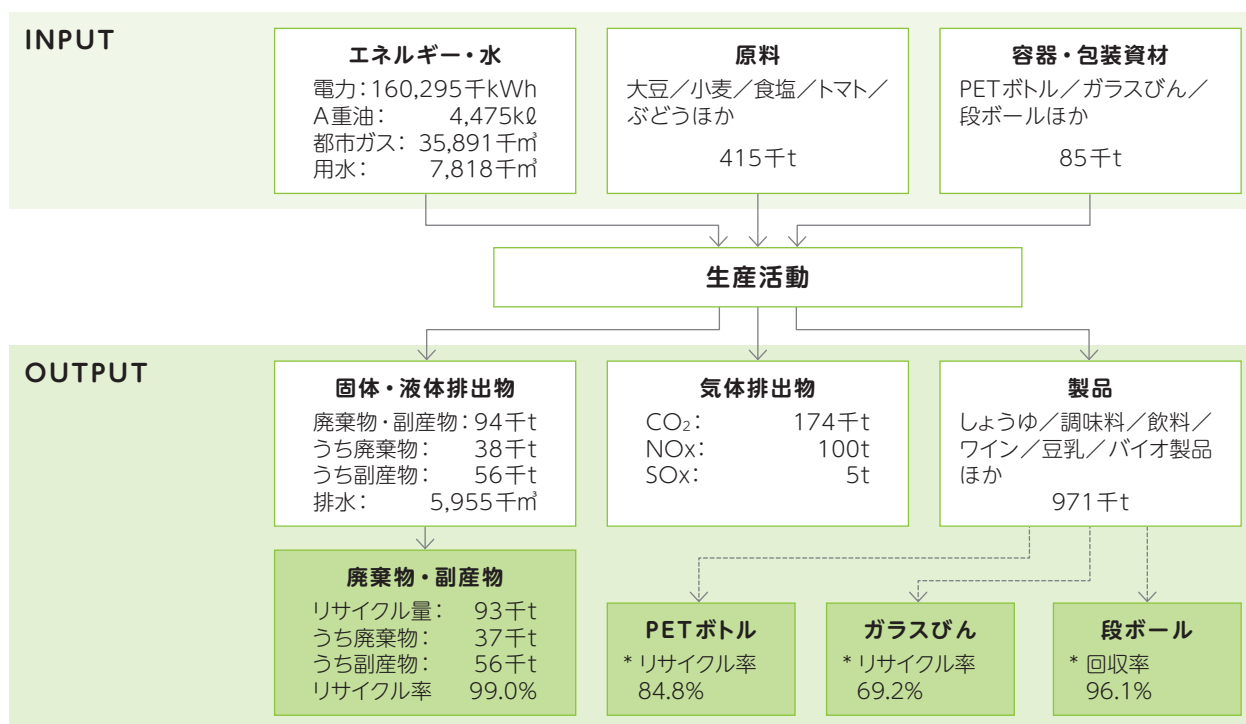 INPUT
エネルギー・水
電力：160,295千kWh
A重油： 4,475kℓ
都市ガス： 35,891千㎥
用水： 7,818千㎥
原料
大豆／小麦／食塩／トマト／
ぶどうほか
415千t
容器・包装資材
PETボトル／ガラスびん／
段ボールほか
85千t
生産活動
OUTPUT
固体・液体排出物
廃棄物・副産物：94千t
うち廃棄物： 38千t
うち副産物： 56千t
排水： 5,955千㎥
気体排出物
CO₂： 174千t
NOx： 100t
SOx： 5t
製品
しょうゆ／調味料／飲料／
ワイン／豆乳／バイオ製品
ほか
971千t
廃棄物・副産物
リサイクル量： 93千t
うち廃棄物： 37千t
うち副産物： 56千t
リサイクル率 99.0%
PETボトル
* リサイクル率
84.8%
ガラスびん
* リサイクル率
69.2%
段ボール
* 回収率
96.1%